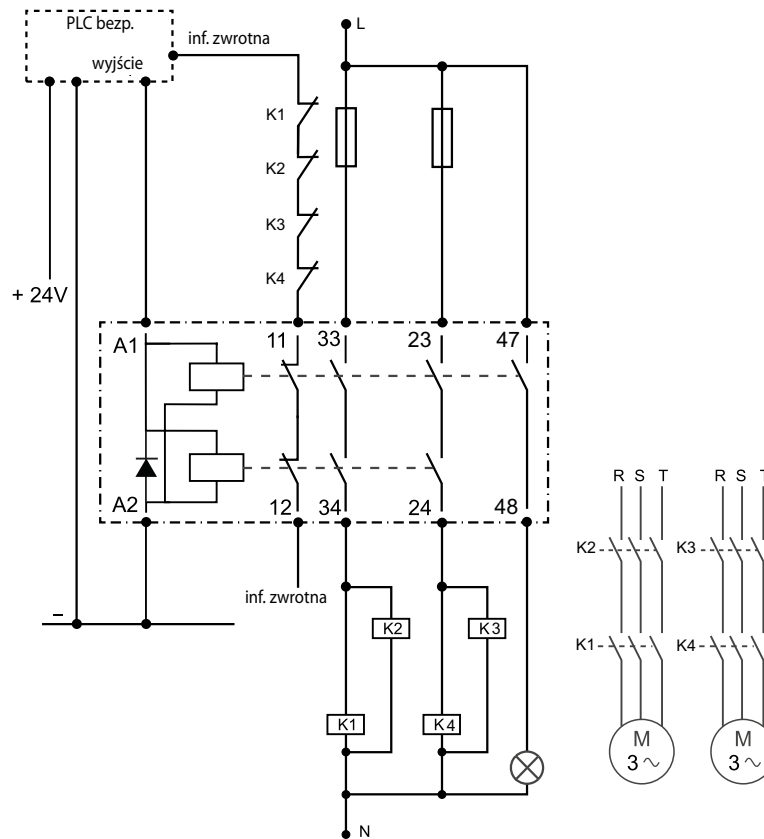 PLC bezp.
inf. zwrotna
wyjście
L
K1
K2
K3
K4
+ 24V
A1
11
33
23
47
A2
12
34
24
48
–
inf. zwrotna
K2
K3
K1
K4
N
R S T
R S T
K2
K3
K1
K4
M
3 ~
M
3 ~